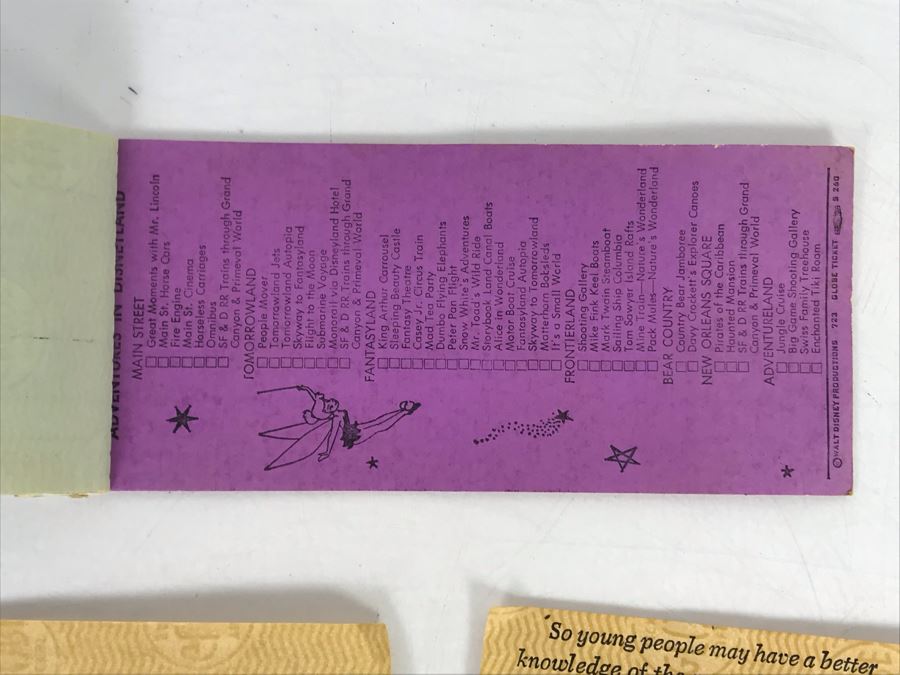 ADVENTURES IN DISNEYLAND
MAIN STREET
Great Moments with Mr. Lincoln
Main St. Horse Cars
Fire Engine
Main St. Cinema
Horseless Carriages
Omnibus
SF & D RR Trains through Grand
Canyon & Primeval World
TOMORROWLAND
People Mover
Tomorrowland Jets
Tomorrowland Autopia
Skyway to Fantasyland
Flight to the Moon
Submarine Voyage
Monorail via Disneyland Hotel
SF & D RR Trains through Grand
Canyon & Primeval World
FANTASYLAND
King Arthur Carrousel
Sleeping Beauty Castle
Fantasy Theatre
Casey Jr. Circus Train
Mad Tea Party
Dumbo Flying Elephants
Peter Pan Flight
Snow White's Adventures
Mr. Toad's Wild Ride
Storybook Land Canal Boats
Alice in Wonderland
Motor Boat Cruise
Fantasyland Autopia
Skyway to Tomorrowland
Matterhorn Bobsleds
It's a Small World
FRONTIERLAND
Shooting Gallery
Mike Fink Keel Boats
Mark Twain Steamboat
Sailing Ship Columbia
Tom Sawyer Island Rafts
Mine Train—Nature's Wonderland
Pack Mules—Nature's Wonderland
BEAR COUNTRY
Country Bear Jamboree
Davy Crockett's Explorer Canoes
NEW ORLEANS SQUARE
Pirates of the Caribbean
Haunted Mansion
SF & D RR Trains through Grand
Canyon & Primeval World
ADVENTURELAND
Jungle Cruise
Big Game Shooting Gallery
Swiss Family Treehouse
Enchanted Tiki Room
©WALT DISNEY PRODUCTIONS 723 GLOBE TICKET S 260
'So young people may have a better
knowledge of the